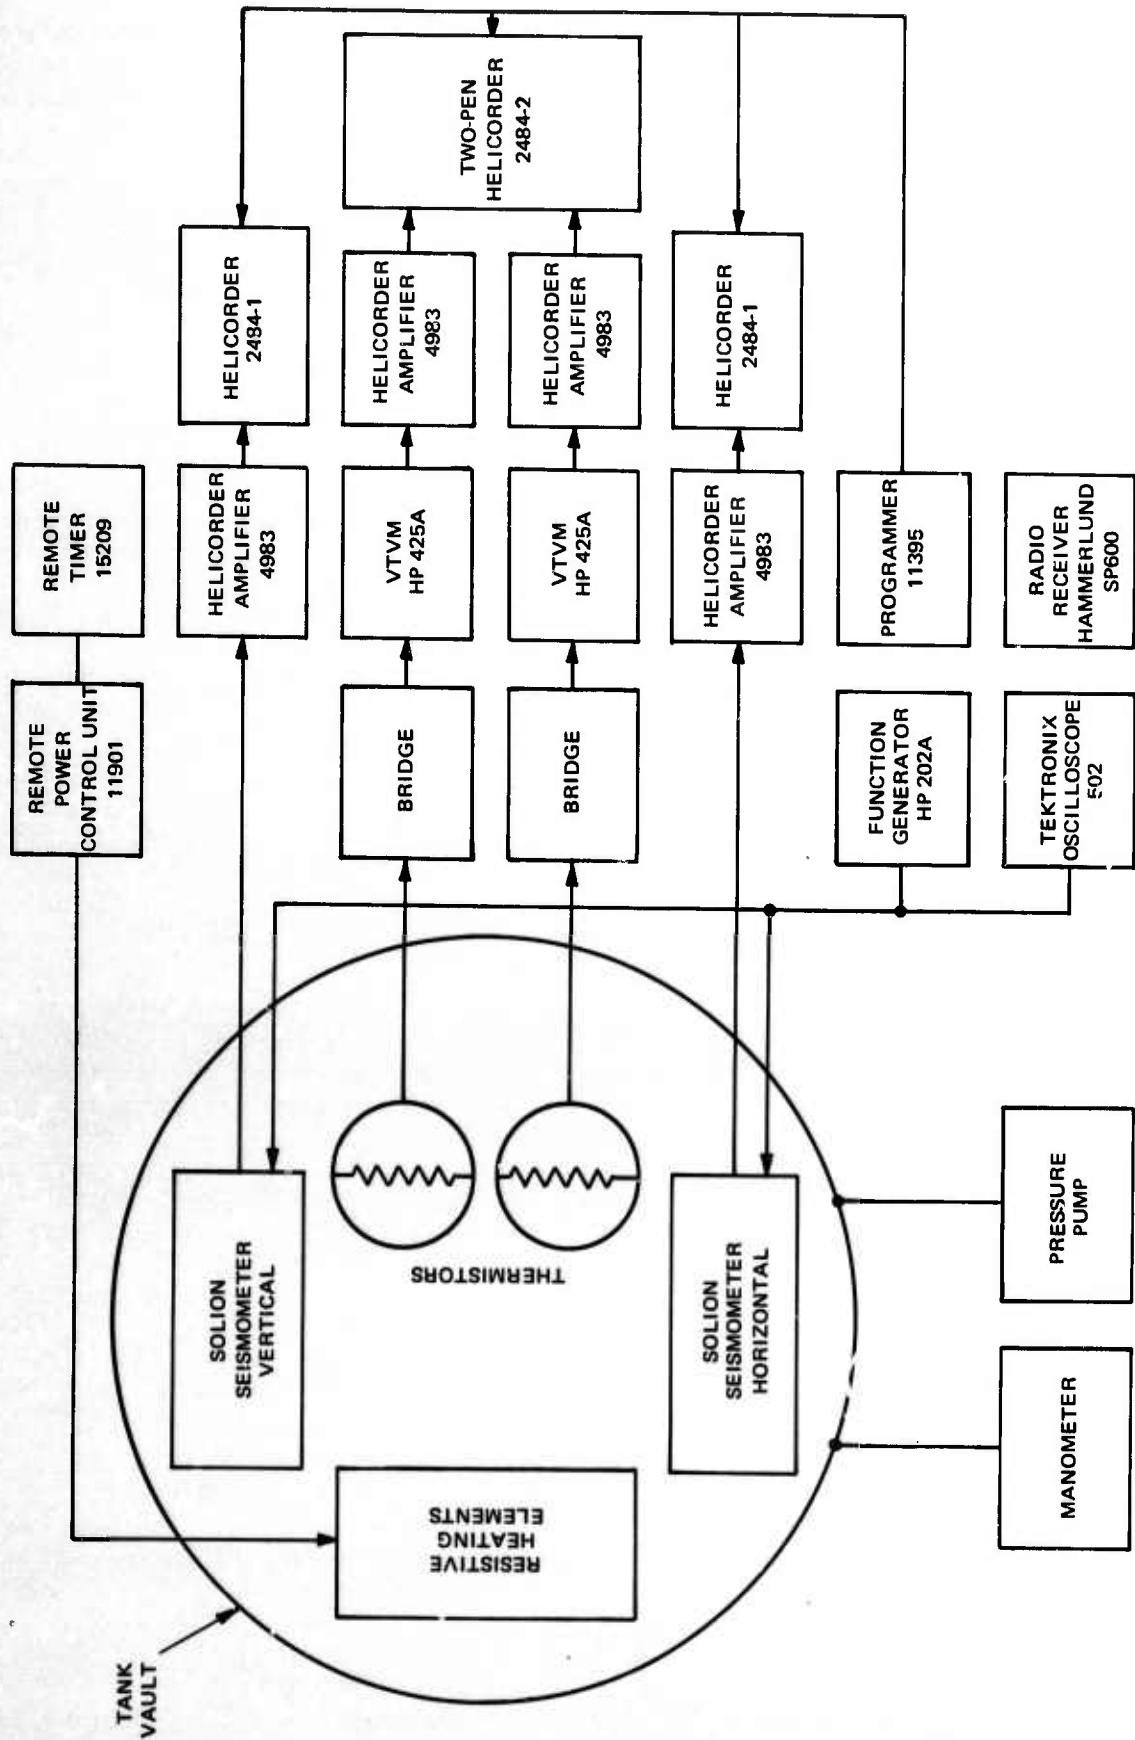 REMOTE
POWER
CONTROL UNIT
11901
REMOTE
TIMER
15209
TANK
VAULT
SOLION
SEISMOMETER
VERTICAL
HELICORDER
AMPLIFIER
4983
HELICORDER
2484-1
RESISTIVE
HEATING
ELEMENTS
THERMISTORS
BRIDGE
VTVM
HP 425A
HELICORDER
AMPLIFIER
4983
TWO-PEN
HELICORDER
2484-2
BRIDGE
VTVM
HP 425A
HELICORDER
AMPLIFIER
4983
SOLION
SEISMOMETER
HORIZONTAL
HELICORDER
AMPLIFIER
4983
HELICORDER
2484-1
FUNCTION
GENERATOR
HP 202A
PROGRAMMER
11395
MANOMETER
PRESSURE
PUMP
TEKTRONIX
OSCILLOSCOPE
502
RADIO
RECEIVER
HAMMERLUND
SP600